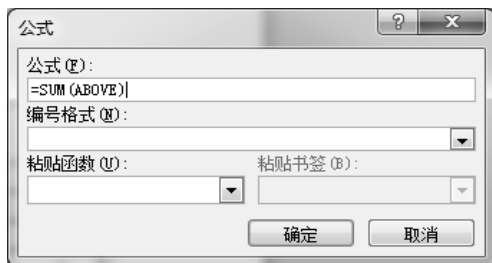 公式
公式(F):
=SUM(ABOVE)
编号格式(N):
粘贴函数(U):
粘贴书签(B):
确定
取消